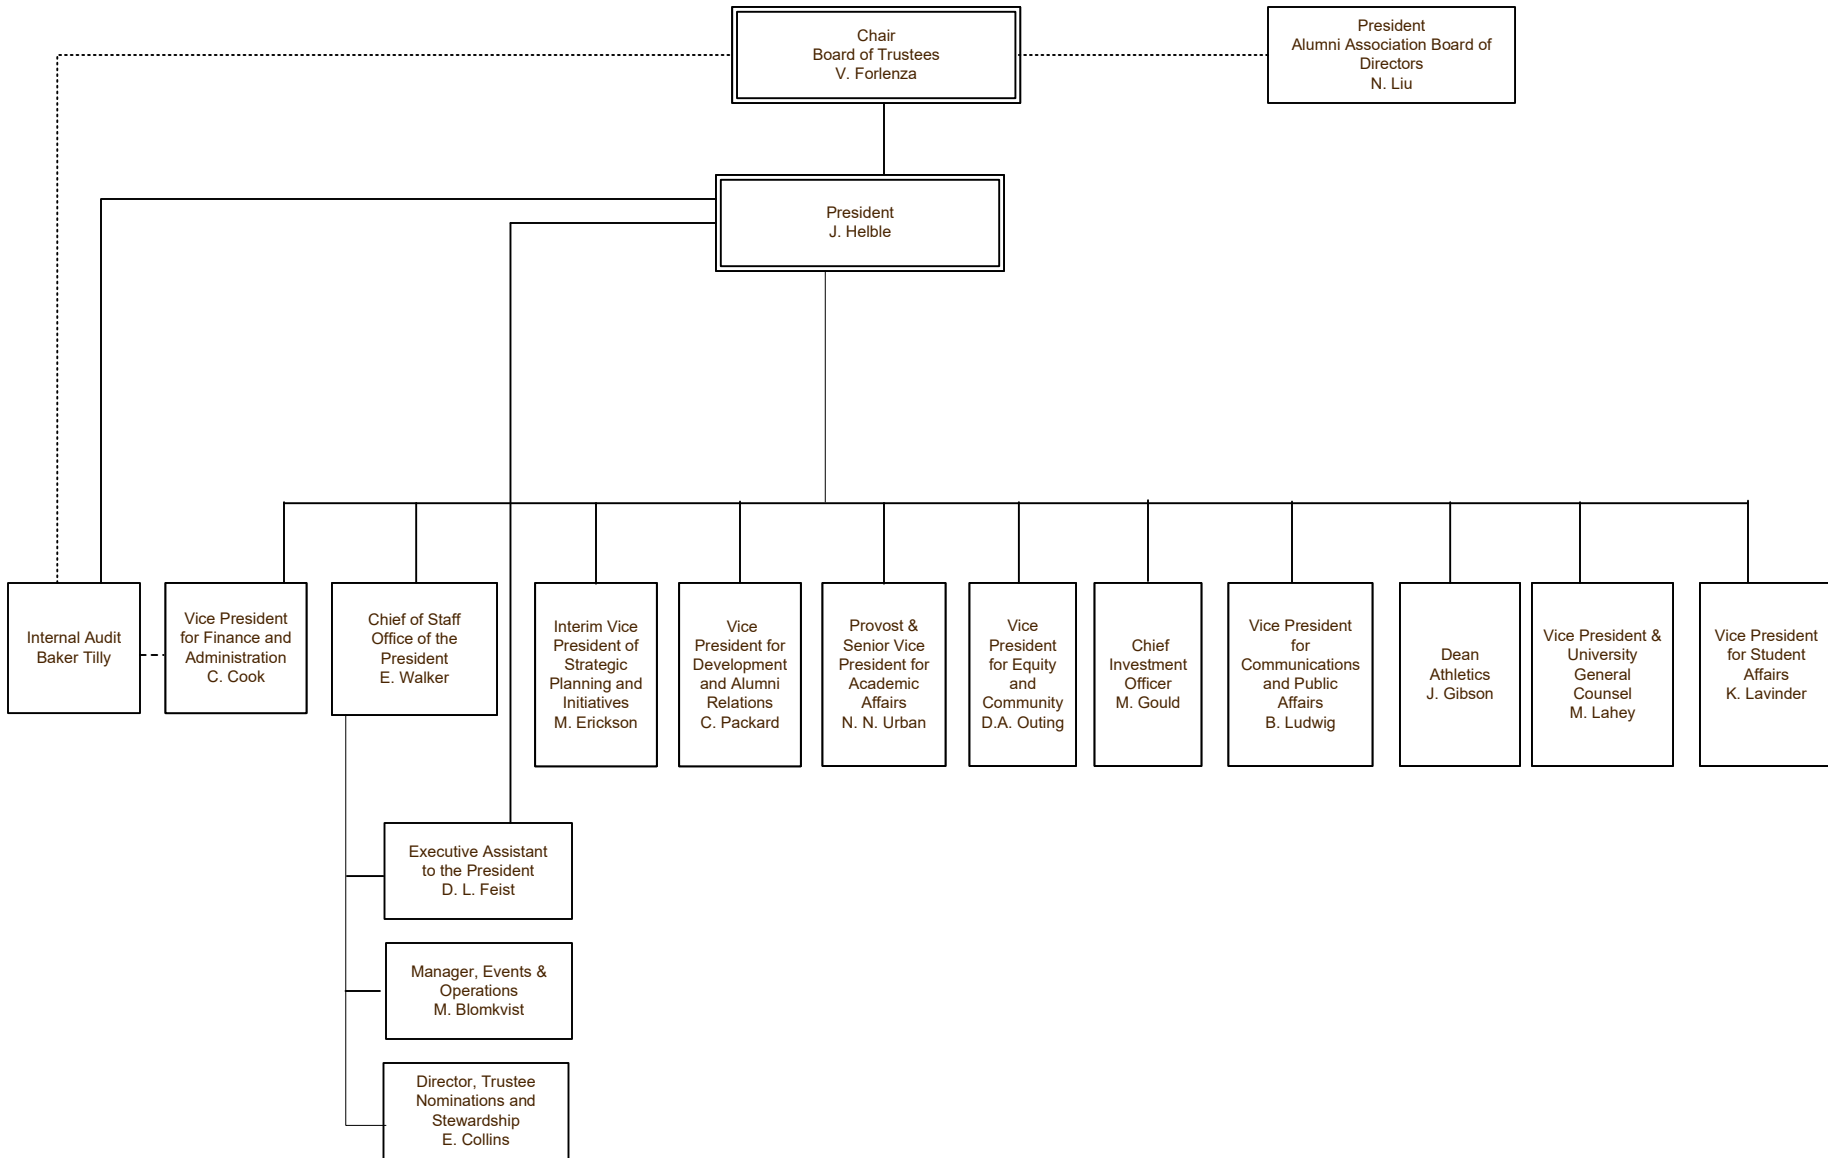 Chair
Board of Trustees
V. Forlenza
President
Alumni Association Board of
Directors
N. Liu
President
J. Helble
Internal Audit
Baker Tilly
Vice President
for Finance and
Administration
C. Cook
Chief of Staff
Office of the
President
E. Walker
Interim Vice
President of
Strategic
Planning and
Initiatives
M. Erickson
Vice
President for
Development
and Alumni
Relations
C. Packard
Provost &
Senior Vice
President for
Academic
Affairs
N. N. Urban
Vice
President
for Equity
and
Community
D.A. Outing
Chief
Investment
Officer
M. Gould
Vice President
for
Communications
and Public
Affairs
B. Ludwig
Dean
Athletics
J. Gibson
Vice President &
University
General
Counsel
M. Lahey
Vice President
for Student
Affairs
K. Lavinder
Executive Assistant
to the President
D. L. Feist
Manager, Events &
Operations
M. Blomkvist
Director, Trustee
Nominations and
Stewardship
E. Collins